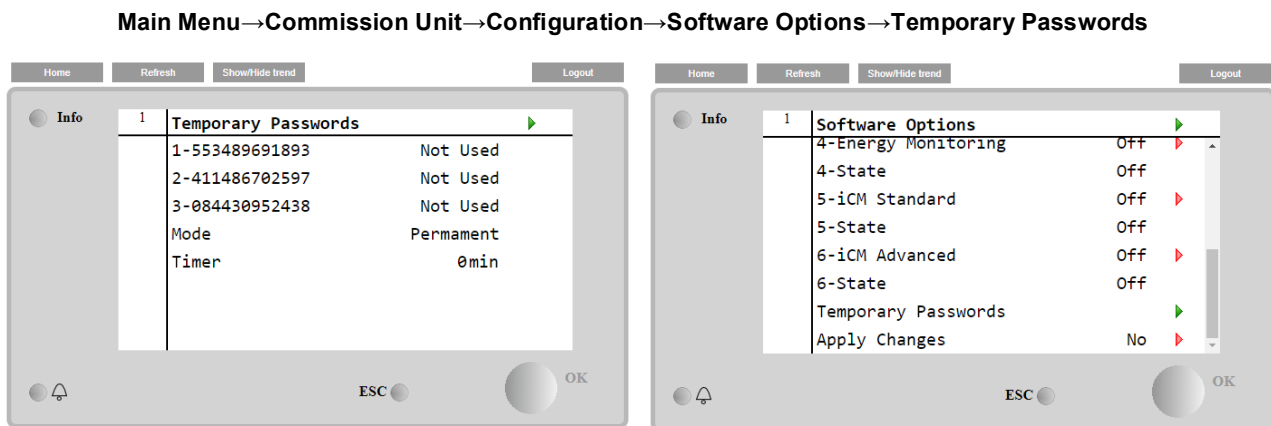 Main Menu→Commission Unit→Configuration→Software Options→Temporary Passwords
Home Refresh Show/Hide trend Logout
Info
1 Temporary Passwords
1-553489691893 Not Used
2-411486702597 Not Used
3-084430952438 Not Used
Mode Permament
Timer 0min
ESC OK
Home Refresh Show/Hide trend Logout
Info
1 Software Options
4-Energy Monitoring Off
4-State Off
5-iCM Standard Off
5-State Off
6-iCM Advanced Off
6-State Off
Temporary Passwords
Apply Changes No
ESC OK